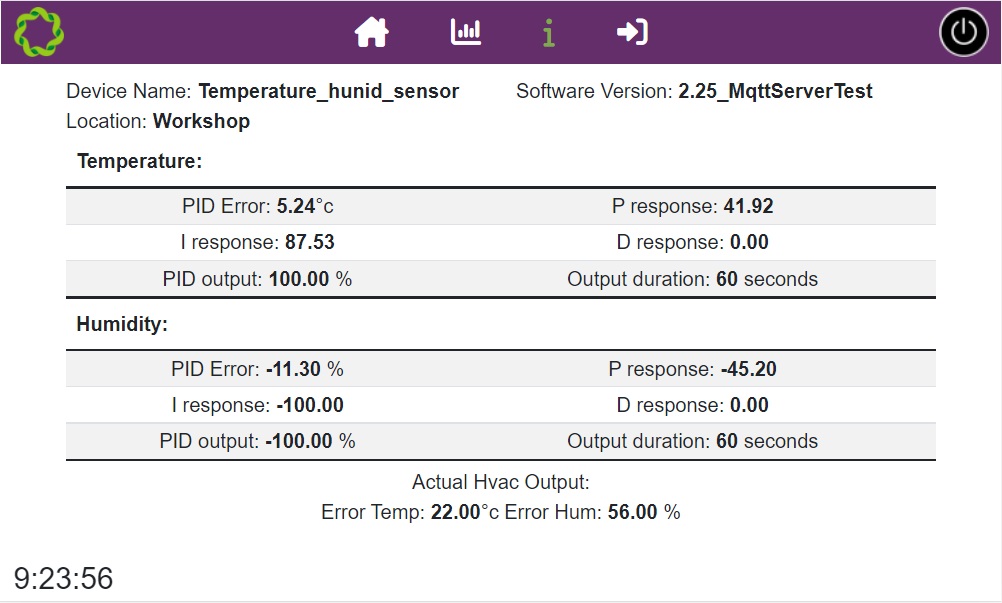 Device Name: Temperature_hunid_sensor Software Version: 2.25_MqttServerTest
Location: Workshop
Temperature:
PID Error: 5.24°c P response: 41.92
I response: 87.53 D response: 0.00
PID output: 100.00 % Output duration: 60 seconds
Humidity:
PID Error: -11.30 % P response: -45.20
I response: -100.00 D response: 0.00
PID output: -100.00 % Output duration: 60 seconds
Actual Hvac Output:
Error Temp: 22.00°c Error Hum: 56.00 %
9:23:56